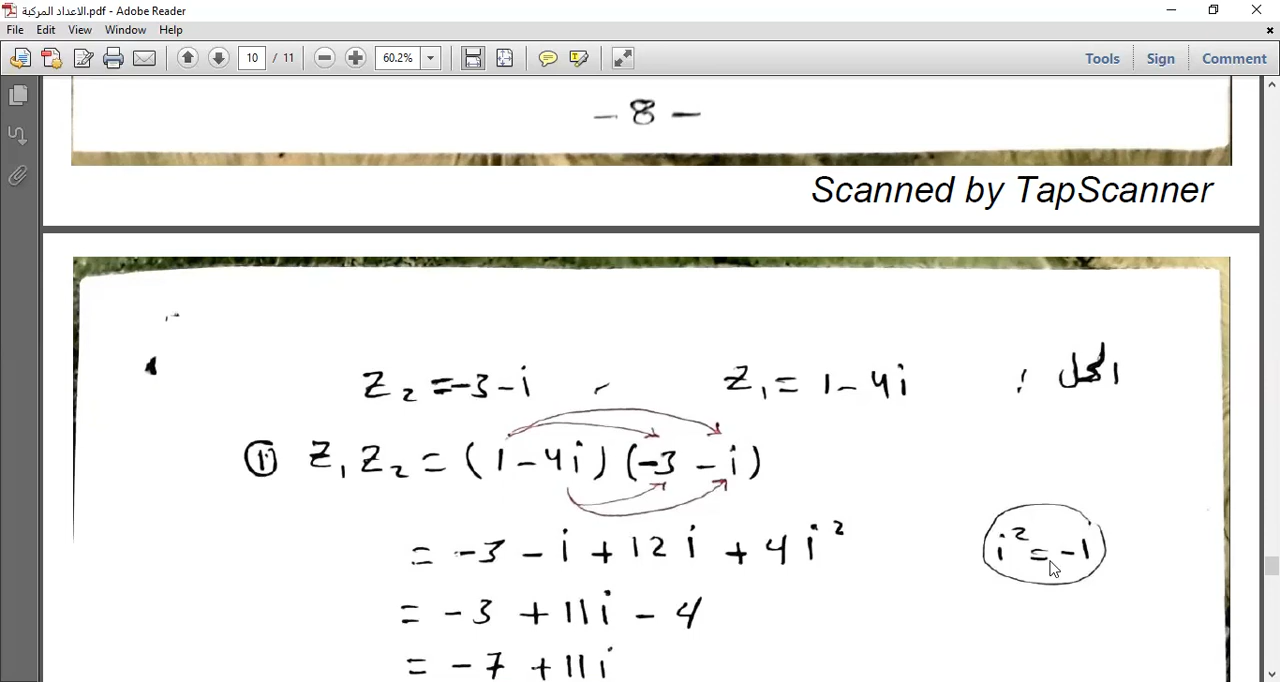 الاعداد المركبة.pdf - Adobe Reader
File Edit View Window Help
10 / 11 60.2% Tools Sign Comment
- 8 -
Scanned by TapScanner
الحل : Z₁ = 1 - 4i , Z₂ = -3 - i
① Z₁ Z₂ = (1 - 4i) (-3 - i)
= -3 - i + 12i + 4i²
i² = -1
= -3 + 11i - 4
= -7 + 11i